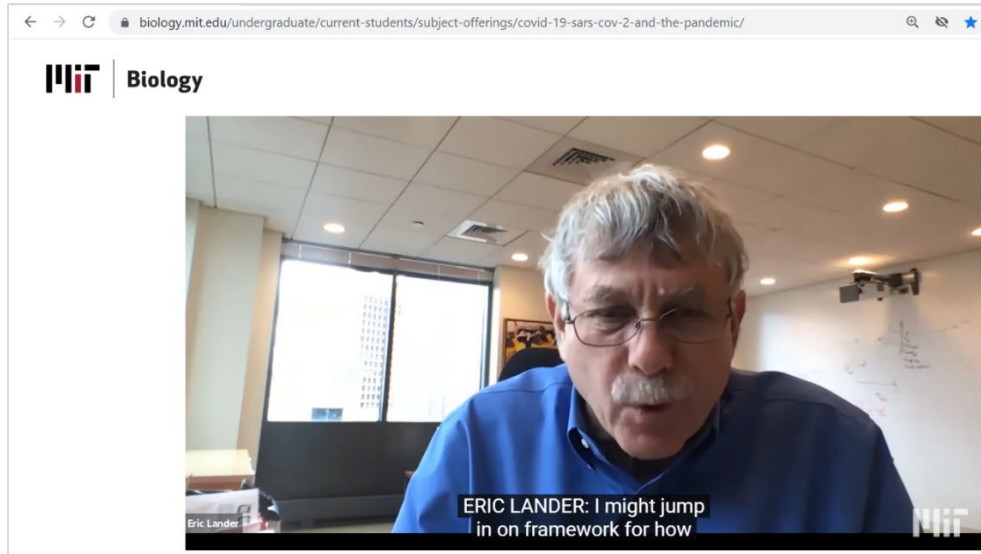 biology.mit.edu/undergraduate/current-students/subject-offerings/covid-19-sars-cov-2-and-the-pandemic/
MIT Biology
ERIC LANDER: I might jump
in on framework for how
Eric Lander
MIT